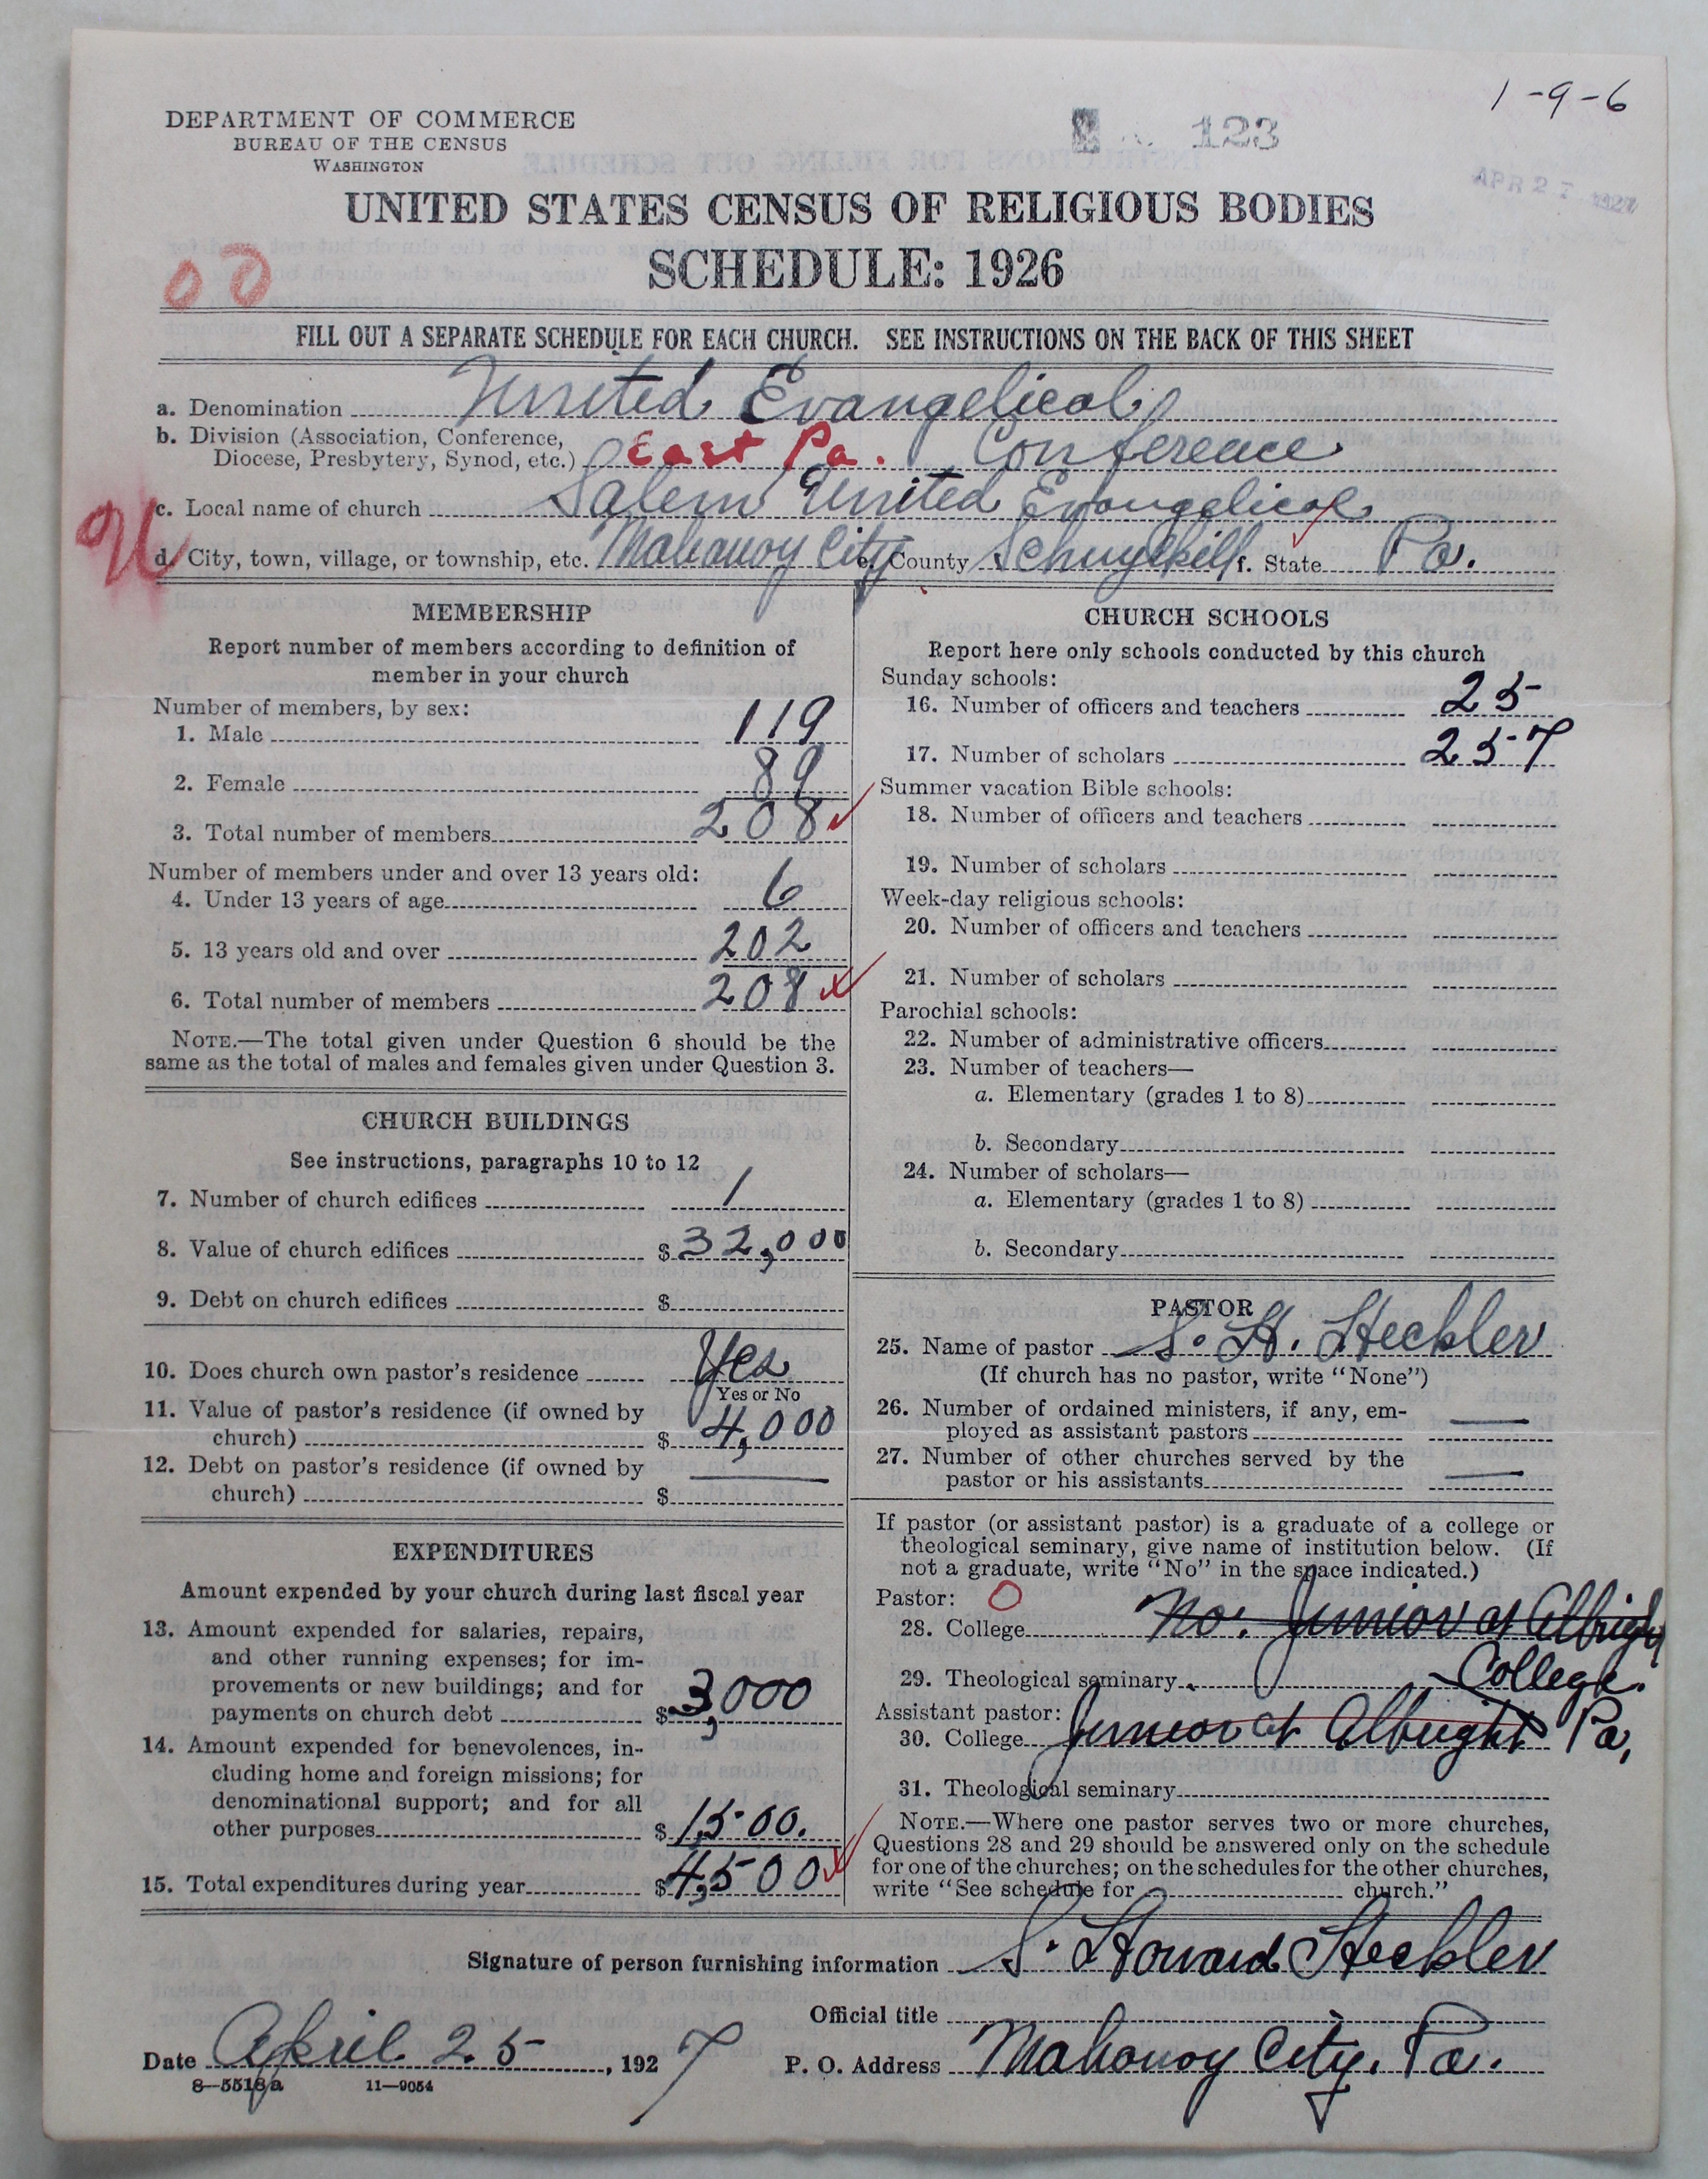 1-9-6
DEPARTMENT OF COMMERCE
BUREAU OF THE CENSUS
WASHINGTON
123
APR 27 1927
UNITED STATES CENSUS OF RELIGIOUS BODIES
SCHEDULE: 1926
00
FILL OUT A SEPARATE SCHEDULE FOR EACH CHURCH. SEE INSTRUCTIONS ON THE BACK OF THIS SHEET
a. Denomination United Evangelical
b. Division (Association, Conference,
Diocese, Presbytery, Synod, etc.) East Pa. Conference
c. Local name of church Salem United Evangelical
d. City, town, village, or township, etc. Mahanoy City e. County Schuylkill f. State Pa.
MEMBERSHIP
Report number of members according to definition of
member in your church
Number of members, by sex:
1. Male 119
2. Female 89
3. Total number of members 208
Number of members under and over 13 years old:
4. Under 13 years of age 6
5. 13 years old and over 202
6. Total number of members 208
NOTE.—The total given under Question 6 should be the
same as the total of males and females given under Question 3.
CHURCH BUILDINGS
See instructions, paragraphs 10 to 12
7. Number of church edifices 1
8. Value of church edifices $ 32,000
9. Debt on church edifices $
10. Does church own pastor's residence Yes
Yes or No
11. Value of pastor's residence (if owned by
church) $ 4,000
12. Debt on pastor's residence (if owned by
church) $ —
EXPENDITURES
Amount expended by your church during last fiscal year
13. Amount expended for salaries, repairs,
and other running expenses; for im-
provements or new buildings; and for
payments on church debt $ 3,000
14. Amount expended for benevolences, in-
cluding home and foreign missions; for
denominational support; and for all
other purposes $ 1,500.
15. Total expenditures during year $ 4,500
CHURCH SCHOOLS
Report here only schools conducted by this church
Sunday schools:
16. Number of officers and teachers 25
17. Number of scholars 257
Summer vacation Bible schools:
18. Number of officers and teachers
19. Number of scholars
Week-day religious schools:
20. Number of officers and teachers
21. Number of scholars
Parochial schools:
22. Number of administrative officers
23. Number of teachers—
a. Elementary (grades 1 to 8)
b. Secondary
24. Number of scholars—
a. Elementary (grades 1 to 8)
b. Secondary
PASTOR
25. Name of pastor S. H. Heckler
(If church has no pastor, write "None")
26. Number of ordained ministers, if any, em-
ployed as assistant pastors —
27. Number of other churches served by the
pastor or his assistants —
If pastor (or assistant pastor) is a graduate of a college or
theological seminary, give name of institution below. (If
not a graduate, write "No" in the space indicated.)
Pastor: 0
28. College No. Junior at Albright
29. Theological seminary College.
Assistant pastor:
30. College Junior at Albright Pa,
31. Theological seminary
NOTE.—Where one pastor serves two or more churches,
Questions 28 and 29 should be answered only on the schedule
for one of the churches; on the schedules for the other churches,
write "See schedule for church."
Signature of person furnishing information S. Howard Heckler
Official title
Date April 25, 1927 P. O. Address Mahanoy City, Pa.
8—5518a 11—9054